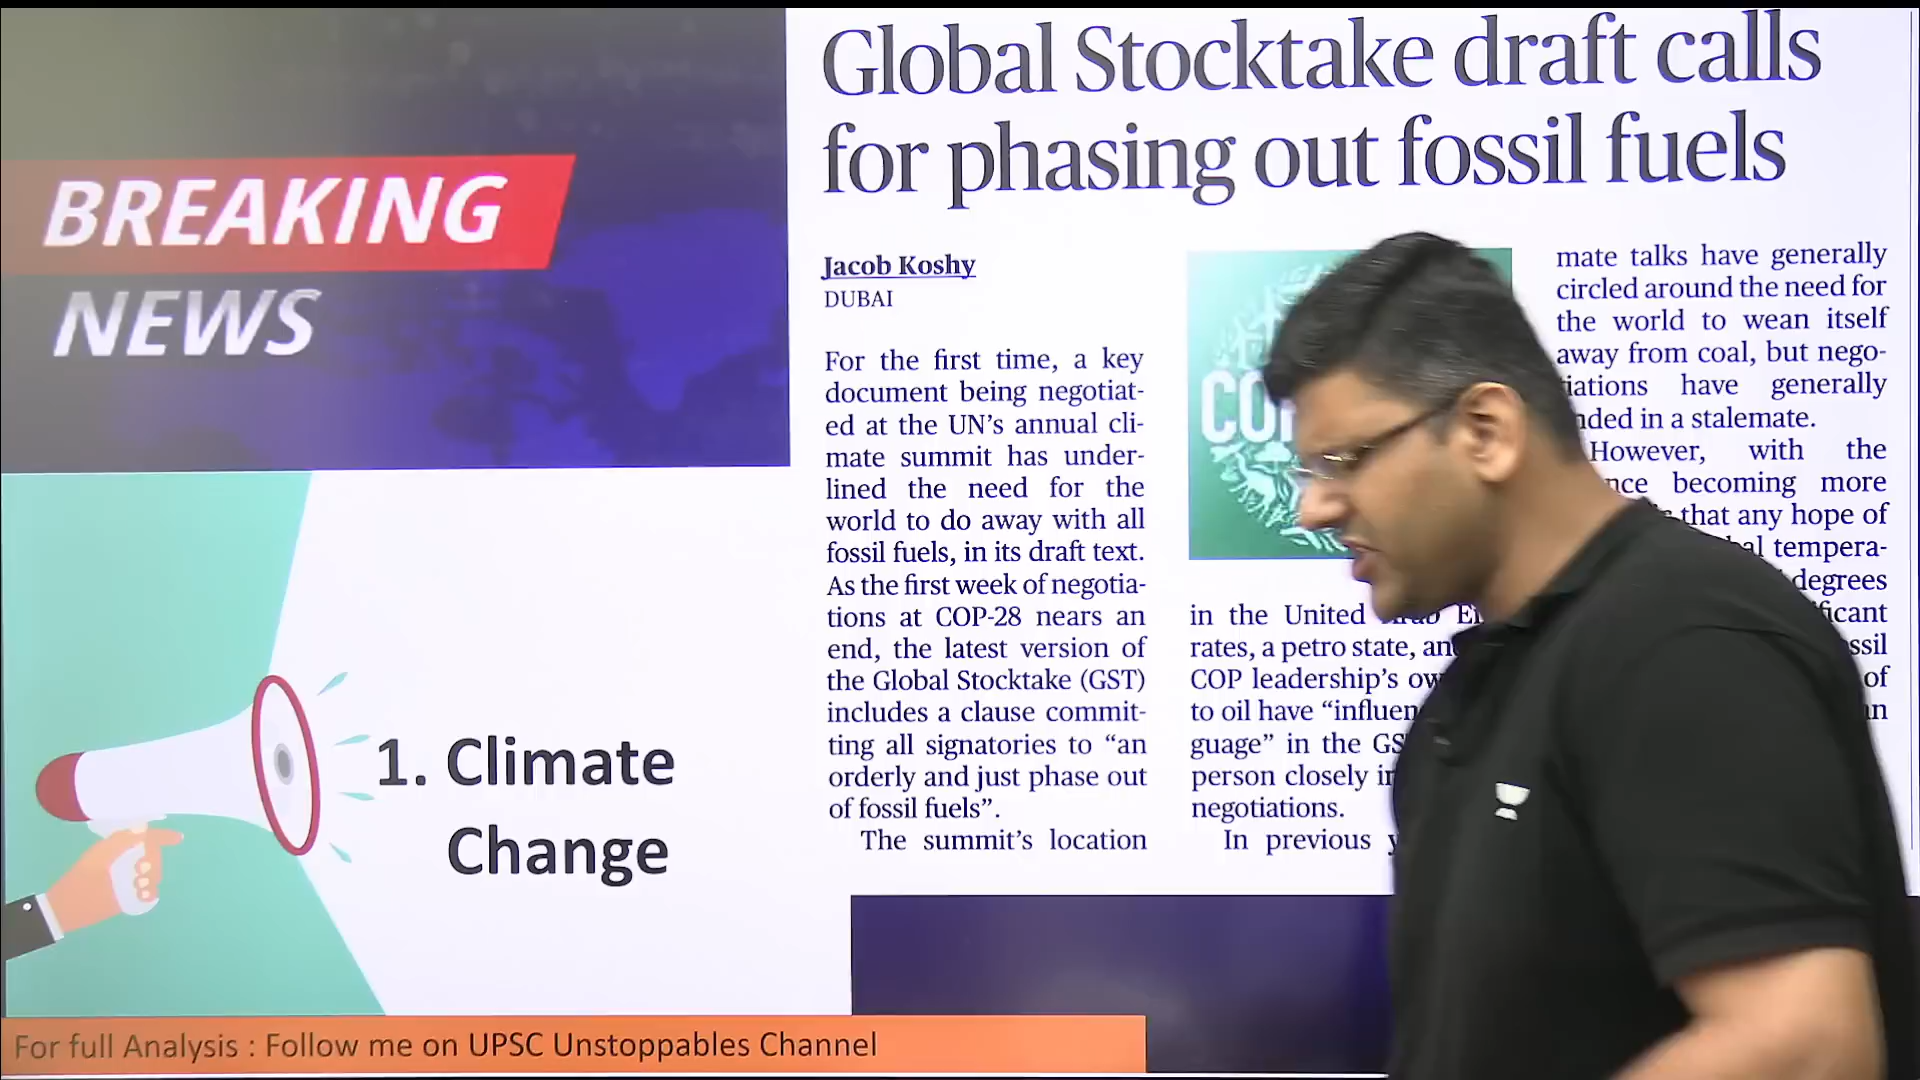 BREAKING
NEWS
1. Climate
Change
For full Analysis : Follow me on UPSC Unstoppables Channel
Global Stocktake draft calls
for phasing out fossil fuels
Jacob Koshy
DUBAI
For the first time, a key
document being negotiat-
ed at the UN's annual cli-
mate summit has under-
lined the need for the
world to do away with all
fossil fuels, in its draft text.
As the first week of negotia-
tions at COP-28 nears an
end, the latest version of
the Global Stocktake (GST)
includes a clause commit-
ting all signatories to “an
orderly and just phase out
of fossil fuels”.
The summit's location
in the United Arab
rates, a petro state,
COP leadership's
to oil have
guage” in the
person closely
negotiations.
In previous
mate talks have generally
circled around the need for
the world to wean itself
away from coal, but nego-
tiations have generally
in a stalemate.
However, with the
becoming more
that any hope of
tempera-
degrees
of